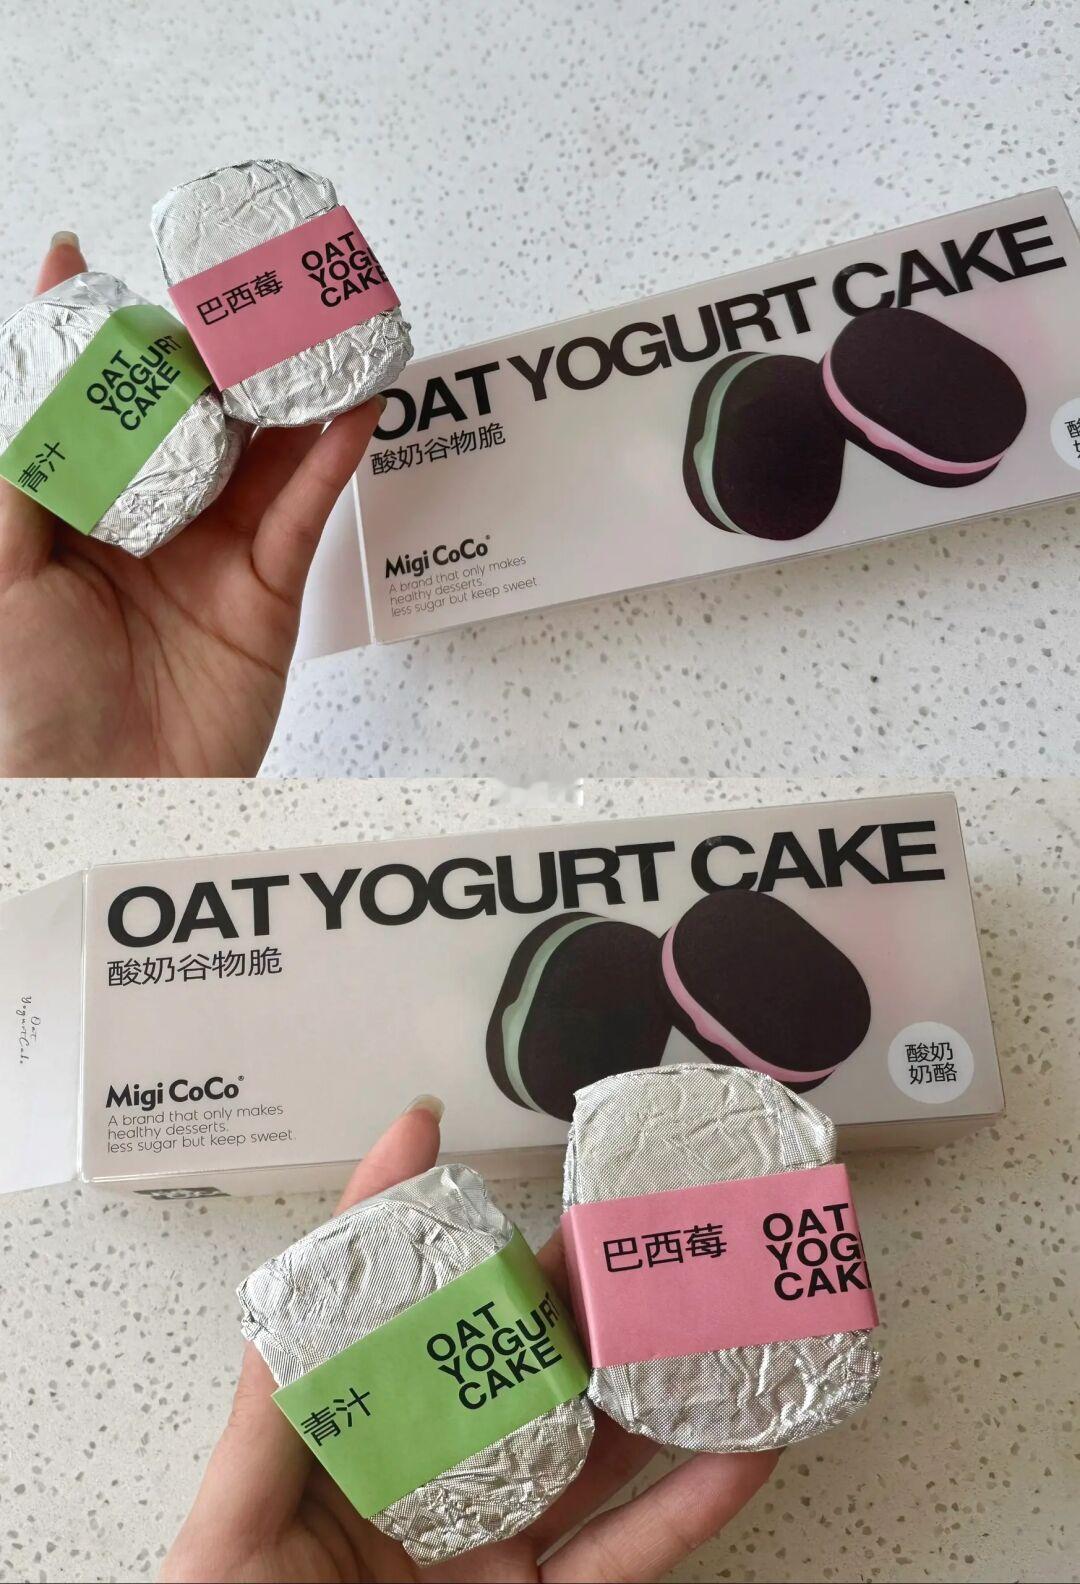 巴西莓
OAT
YOGU
CAKE
OAT
YOGURT
CAKE
青汁
OAT YOGURT CAKE
酸奶谷物脆
Migi CoCo®
A brand that only makes
healthy desserts.
less sugar but keep sweet.
OAT YOGURT CAKE
酸奶谷物脆
Oat
YogurtCake
Migi CoCo®
A brand that only makes
healthy desserts.
less sugar but keep sweet.
酸奶
奶酪
巴西莓
OAT
YOG
CAK
OAT
YOGURT
CAKE
青汁